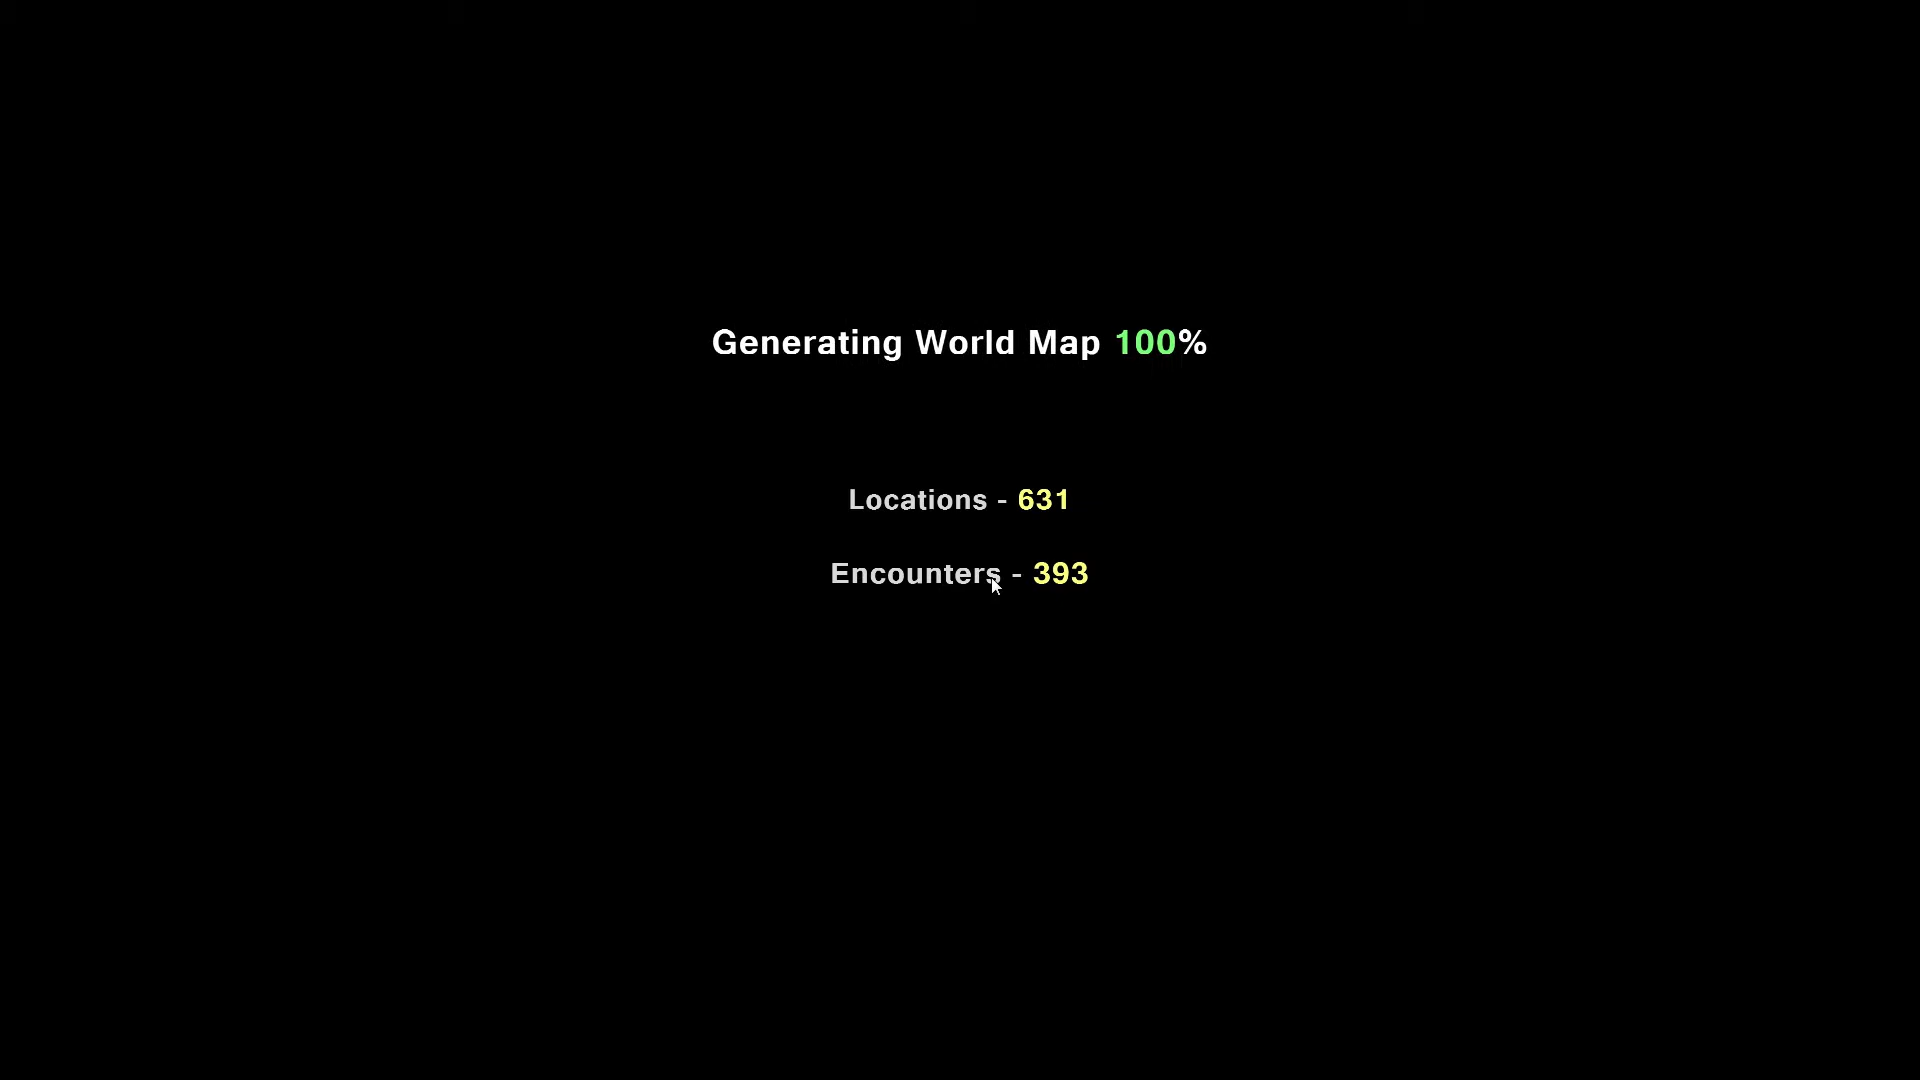 Generating World Map 100%
Locations - 631
Encounters - 393